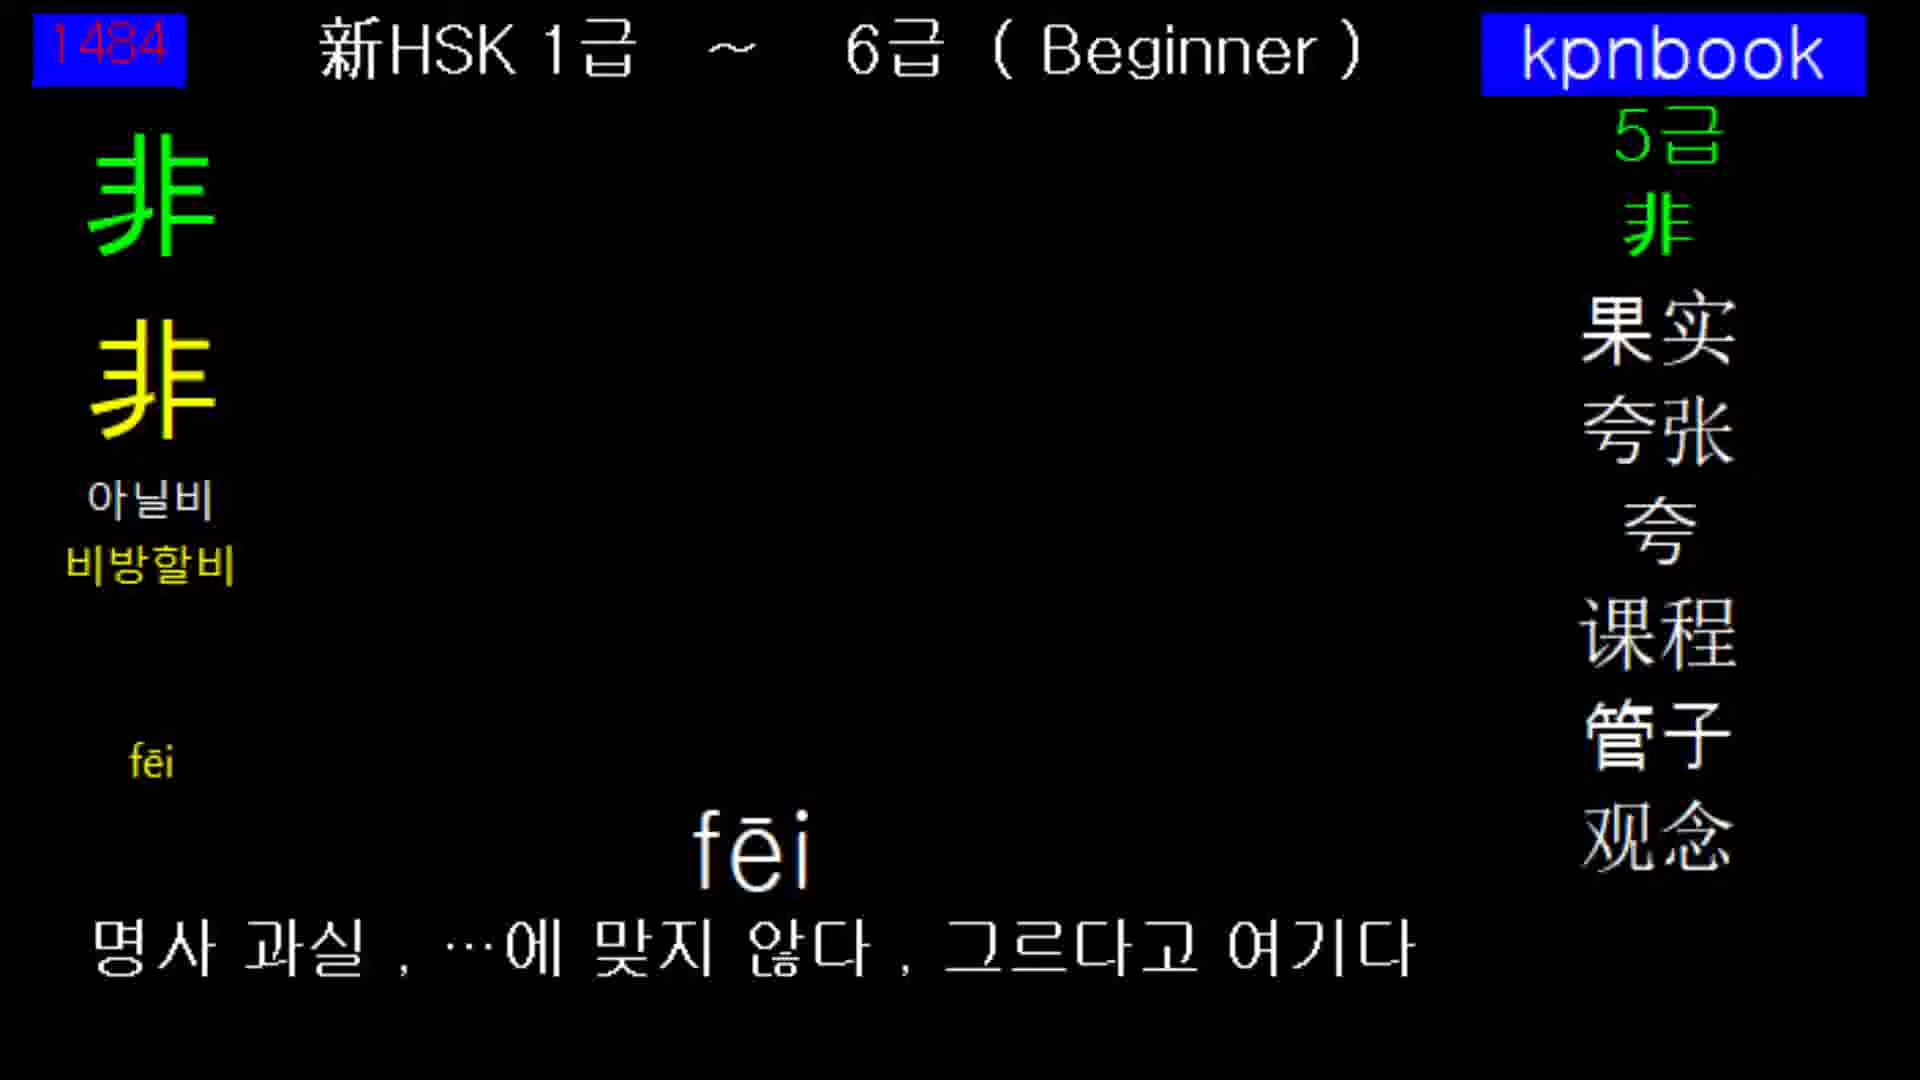 1484
新HSK 1급 ~ 6급 ( Beginner )
kpnbook
非
非
아닐비
비방할비
fēi
fēi
명사 과실 , …에 맞지 않다 , 그르다고 여기다
5급
非
果实
夸张
夸
课程
管子
观念